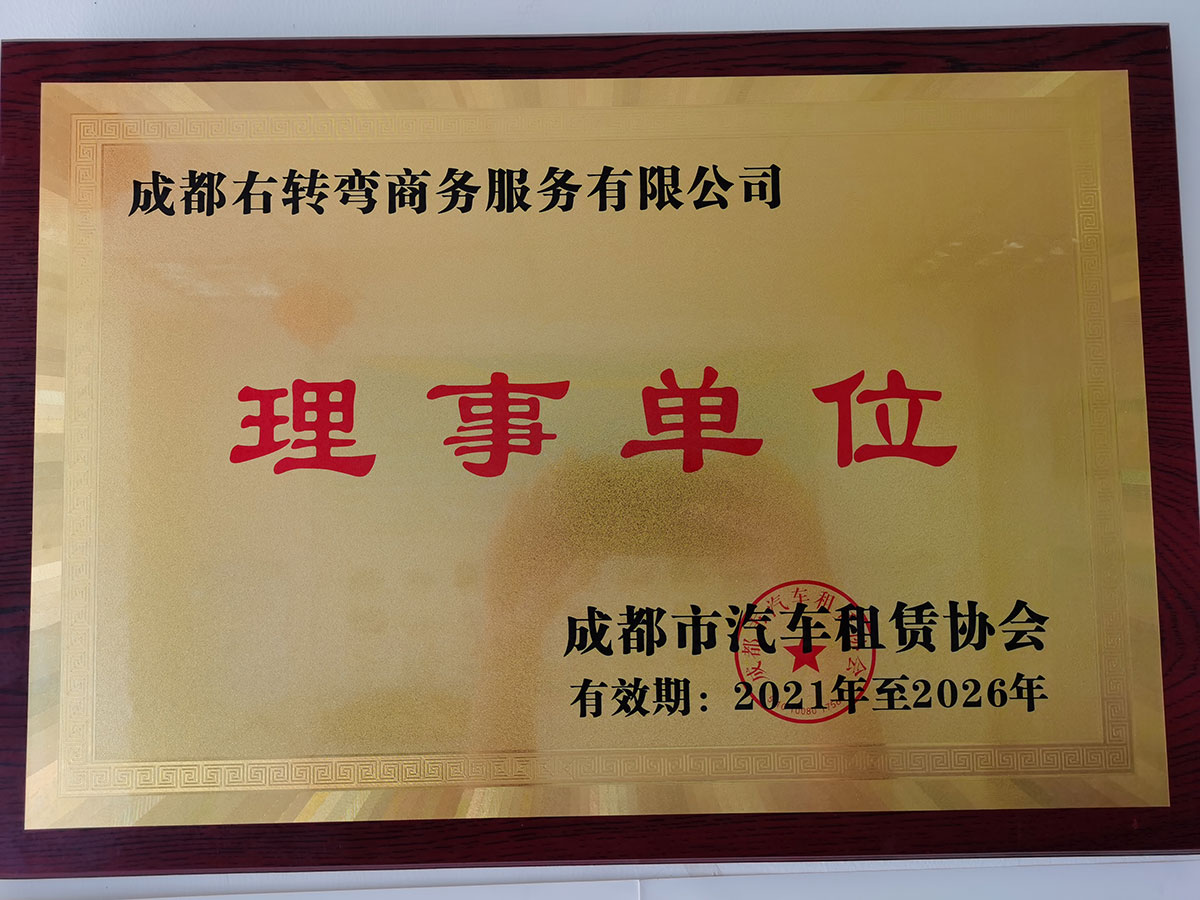 成都右转弯商务服务有限公司
理事单位
成都市汽车租赁协会
有效期：2021年至2026年